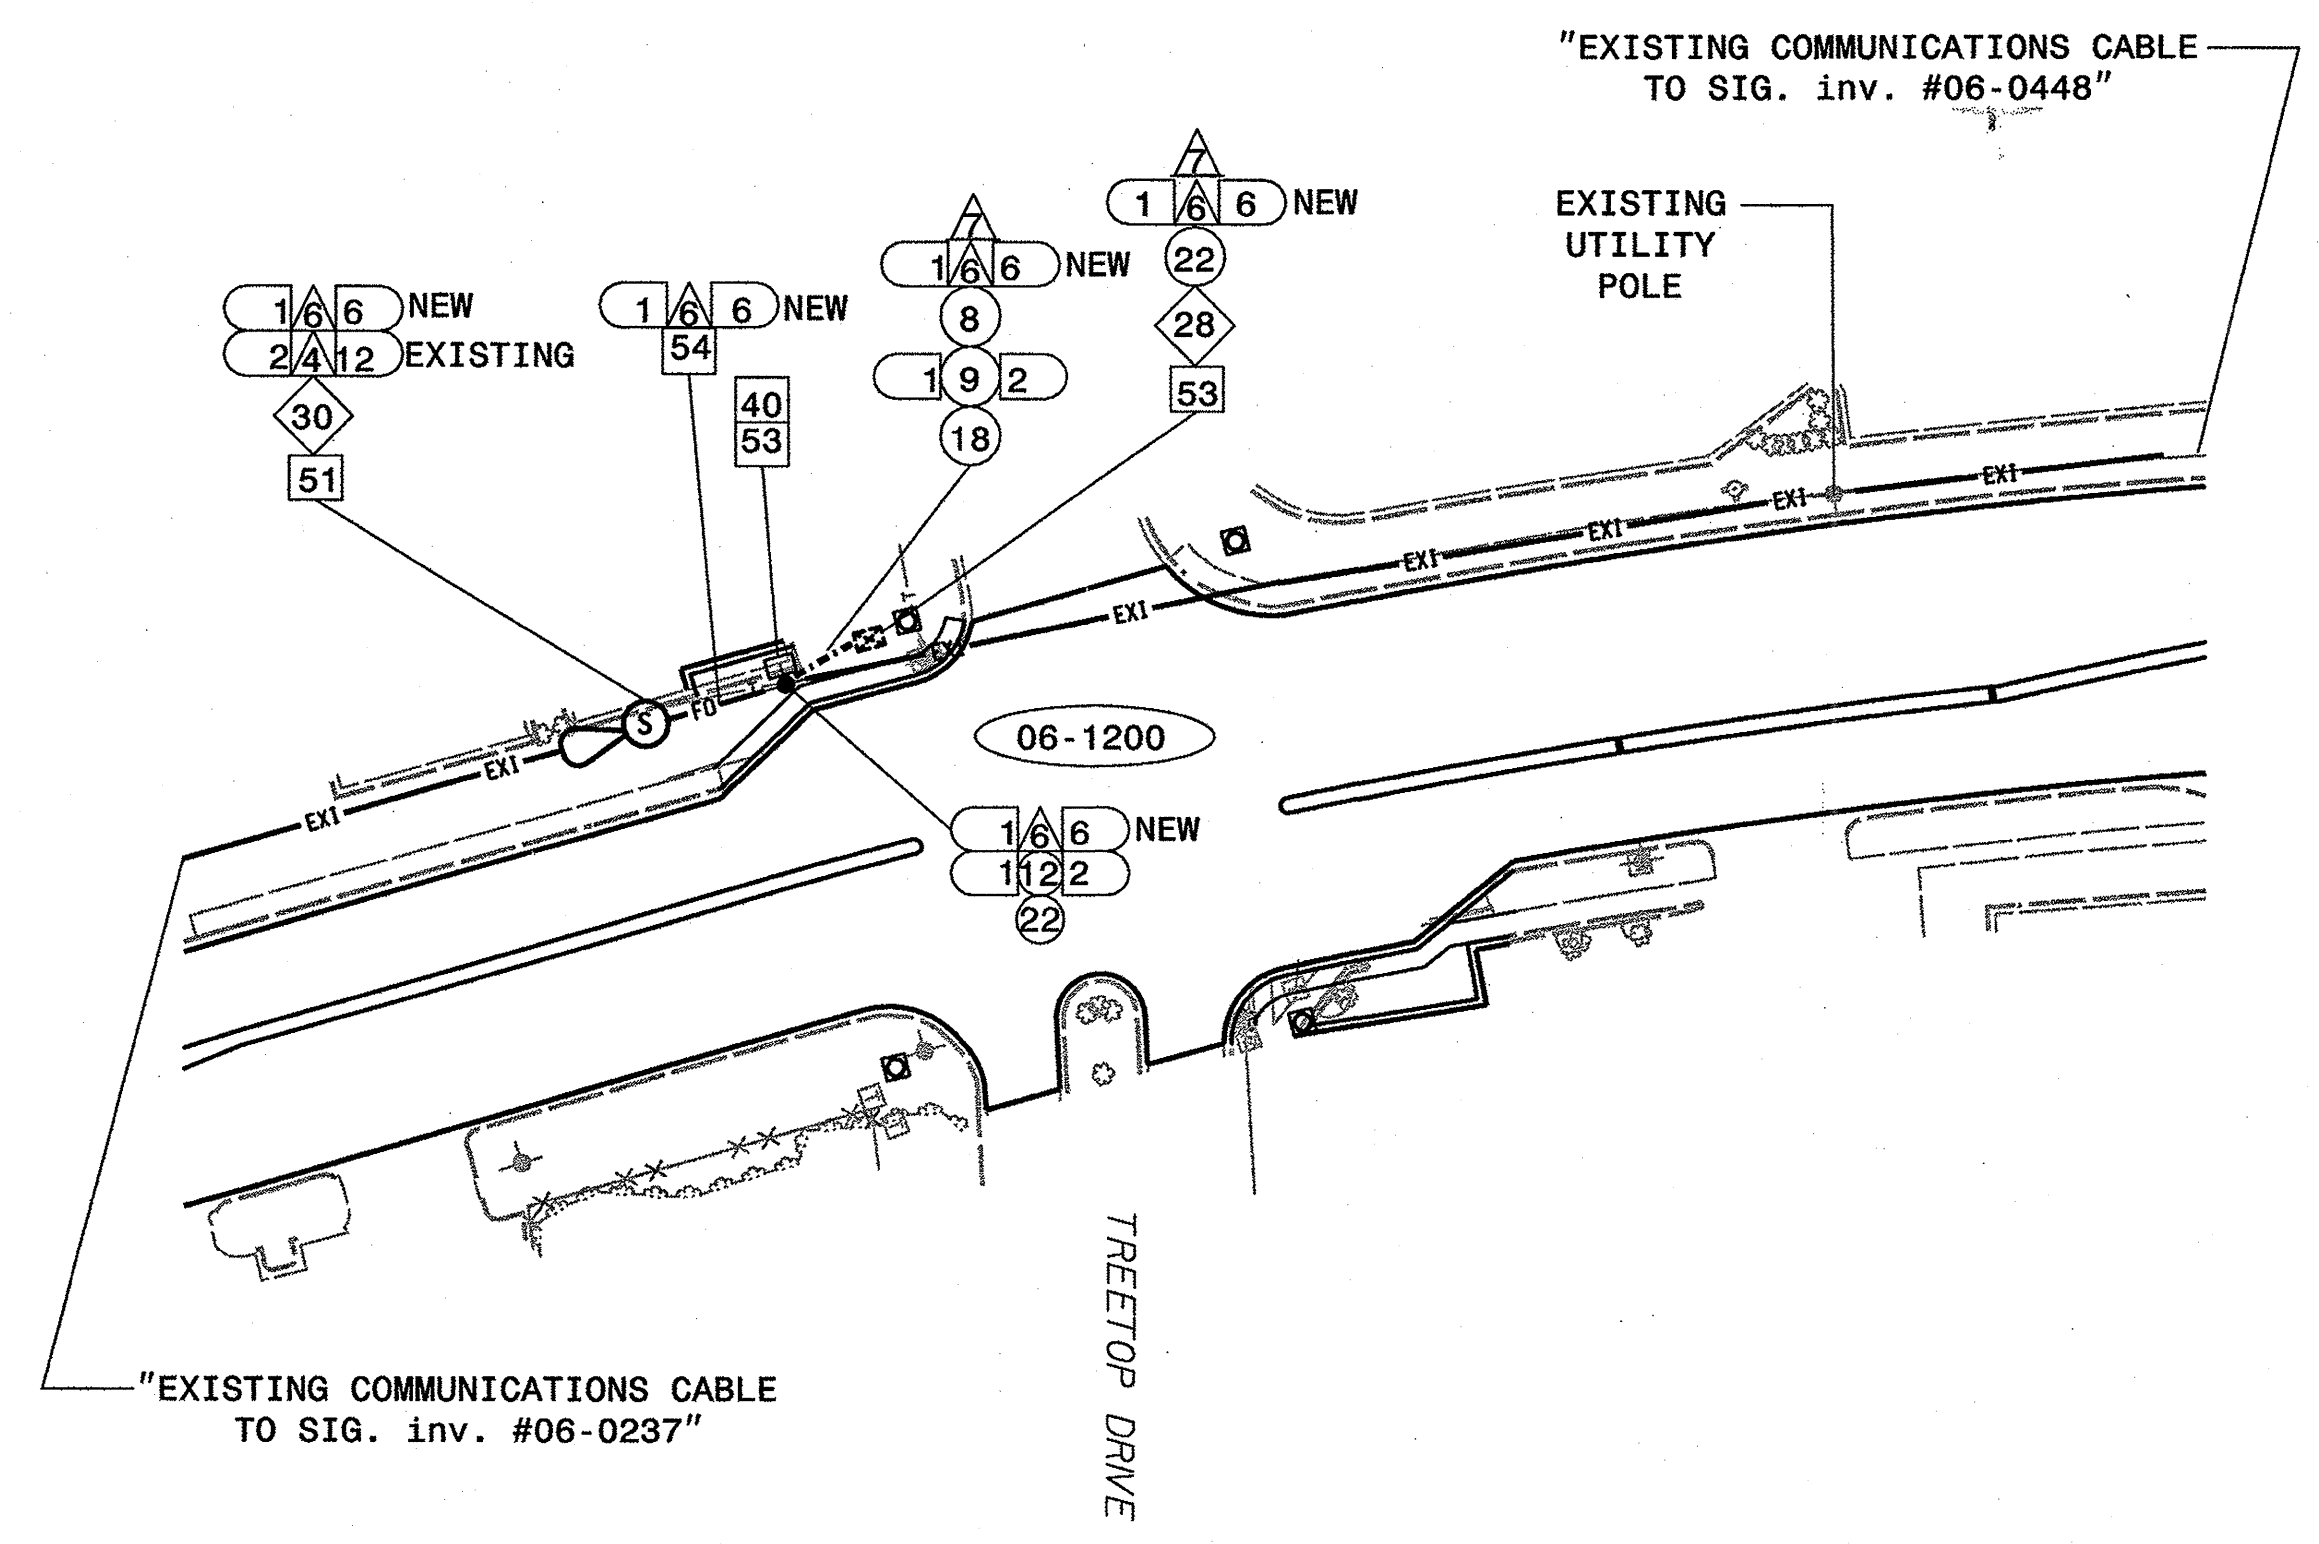 "EXISTING COMMUNICATIONS CABLE
TO SIG. inv. #06-0448"
7
1 6 6 NEW
22
28
53
EXISTING
UTILITY
POLE
7
1 6 6 NEW
8
1 9 2
18
1 6 6 NEW
2 4 12 EXISTING
30
51
1 6 6 NEW
54
40
53
EXI
EXI
EXI
EXI
EXI
EXI
S
FO
EXI
EXI
06-1200
1 6 6 NEW
1 12 2
22
TREETOP DRIVE
"EXISTING COMMUNICATIONS CABLE
TO SIG. inv. #06-0237"